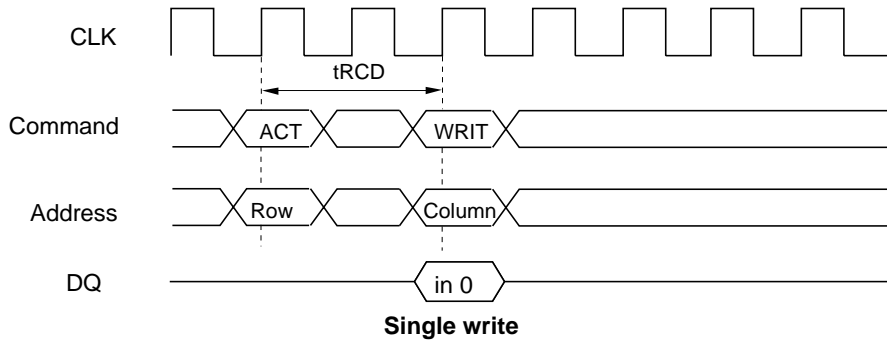 CLK
tRCD
Command ACT WRIT
Address Row Column
DQ in 0
Single write